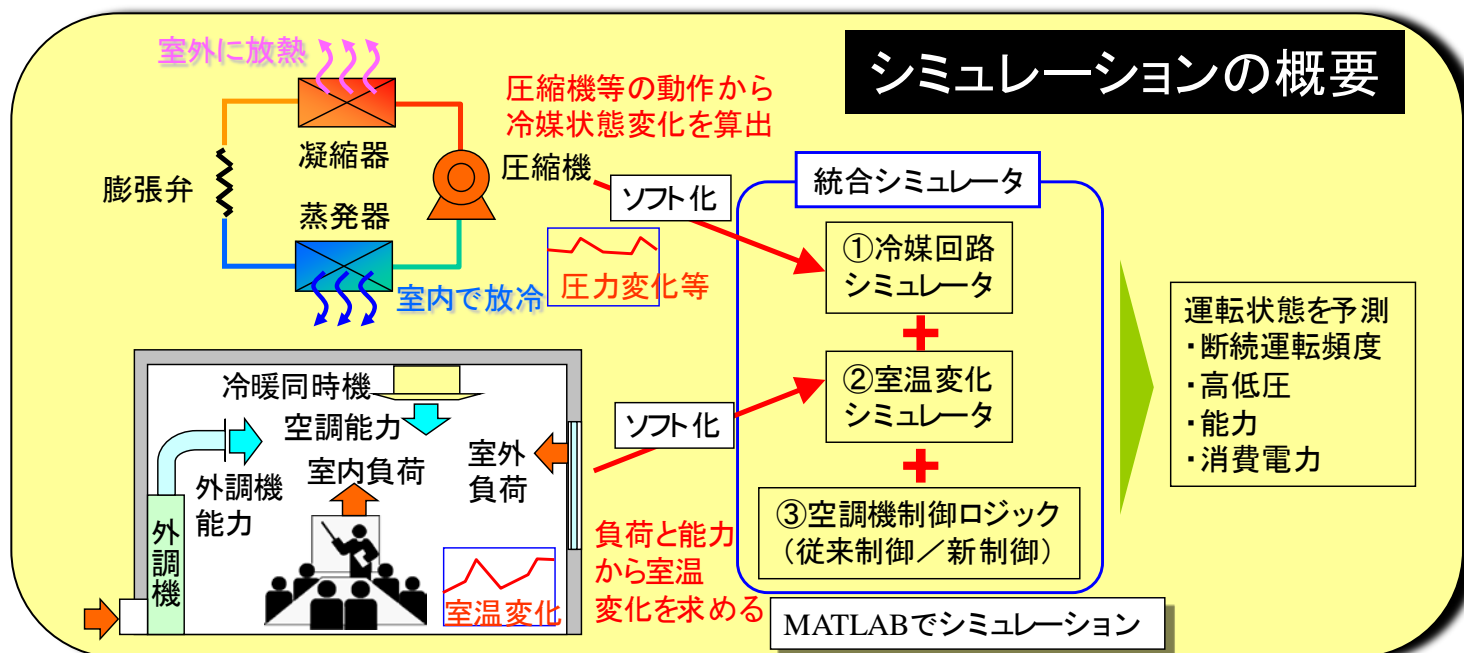 シミュレーションの概要
室外に放熱
凝縮器
膨張弁
蒸発器
圧縮機
室内で放冷
圧縮機等の動作から
冷媒状態変化を算出
圧力変化等
ソフト化
冷暖同時機
空調能力
室内負荷
室外
負荷
外調機
能力
外調機
室温変化
負荷と能力
から室温
変化を求める
ソフト化
統合シミュレータ
①冷媒回路
シミュレータ
+
②室温変化
シミュレータ
+
③空調機制御ロジック
(従来制御/新制御)
MATLABでシミュレーション
運転状態を予測
・断続運転頻度
・高低圧
・能力
・消費電力